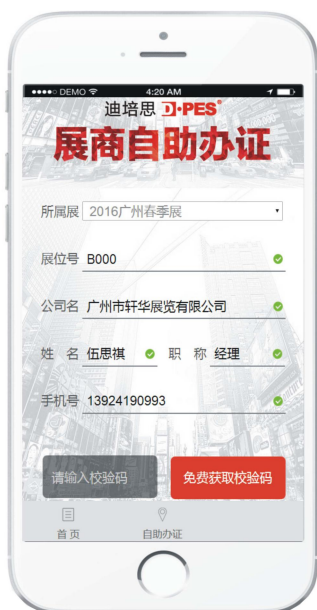 DEMO 4:20 AM
迪培思 D·PES®
展商自助办证
所属展 2016广州春季展
展位号 B000
公司名 广州市轩华展览有限公司
姓 名 伍思祺 职 称 经理
手机号 13924190993
请输入校验码 免费获取校验码
首页 自助办证